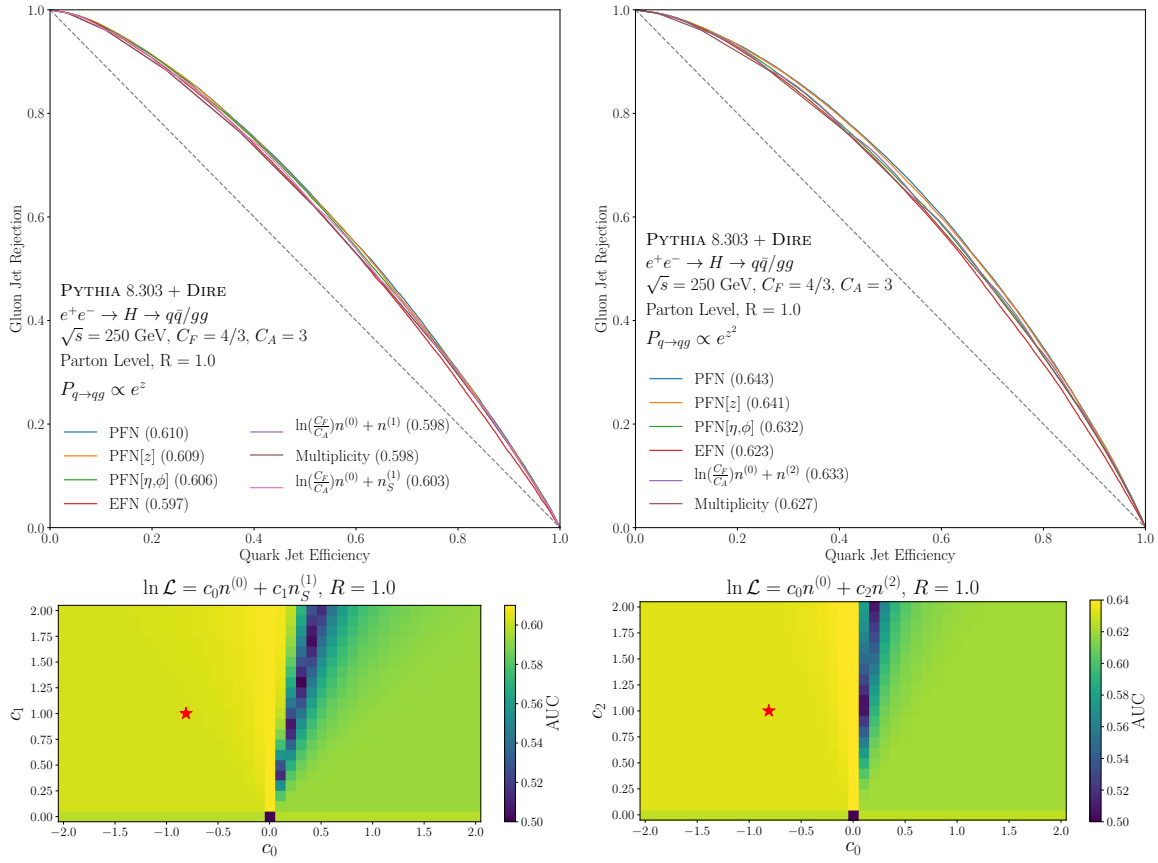 1.0
0.8
0.6
0.4
0.2
0.0
Gluon Jet Rejection
PYTHIA 8.303 + DIRE
e⁺e⁻ → H → qq̄/gg
√s = 250 GeV, C_F = 4/3, C_A = 3
Parton Level, R = 1.0
P_{q→qg} ∝ e^z
PFN (0.610)
PFN[z] (0.609)
PFN[η,ϕ] (0.606)
EFN (0.597)
ln(C_F/C_A)n^{(0)} + n^{(1)} (0.598)
Multiplicity (0.598)
ln(C_F/C_A)n^{(0)} + n_S^{(1)} (0.603)
0.0 0.2 0.4 0.6 0.8 1.0
Quark Jet Efficiency
1.0
0.8
0.6
0.4
0.2
0.0
Gluon Jet Rejection
PYTHIA 8.303 + DIRE
e⁺e⁻ → H → qq̄/gg
√s = 250 GeV, C_F = 4/3, C_A = 3
Parton Level, R = 1.0
P_{q→qg} ∝ e^{z²}
PFN (0.643)
PFN[z] (0.641)
PFN[η,ϕ] (0.632)
EFN (0.623)
ln(C_F/C_A)n^{(0)} + n^{(2)} (0.633)
Multiplicity (0.627)
0.0 0.2 0.4 0.6 0.8 1.0
Quark Jet Efficiency
ln 𝓛 = c₀n^{(0)} + c₁n_S^{(1)}, R = 1.0
2.00
1.75
1.50
1.25
1.00
0.75
0.50
0.25
0.00
c₁
−2.0 −1.5 −1.0 −0.5 0.0 0.5 1.0 1.5 2.0
c₀
0.60
0.58
0.56
0.54
0.52
0.50
AUC
ln 𝓛 = c₀n^{(0)} + c₂n^{(2)}, R = 1.0
2.00
1.75
1.50
1.25
1.00
0.75
0.50
0.25
0.00
c₂
−2.0 −1.5 −1.0 −0.5 0.0 0.5 1.0 1.5 2.0
c₀
0.64
0.62
0.60
0.58
0.56
0.54
0.52
0.50
AUC